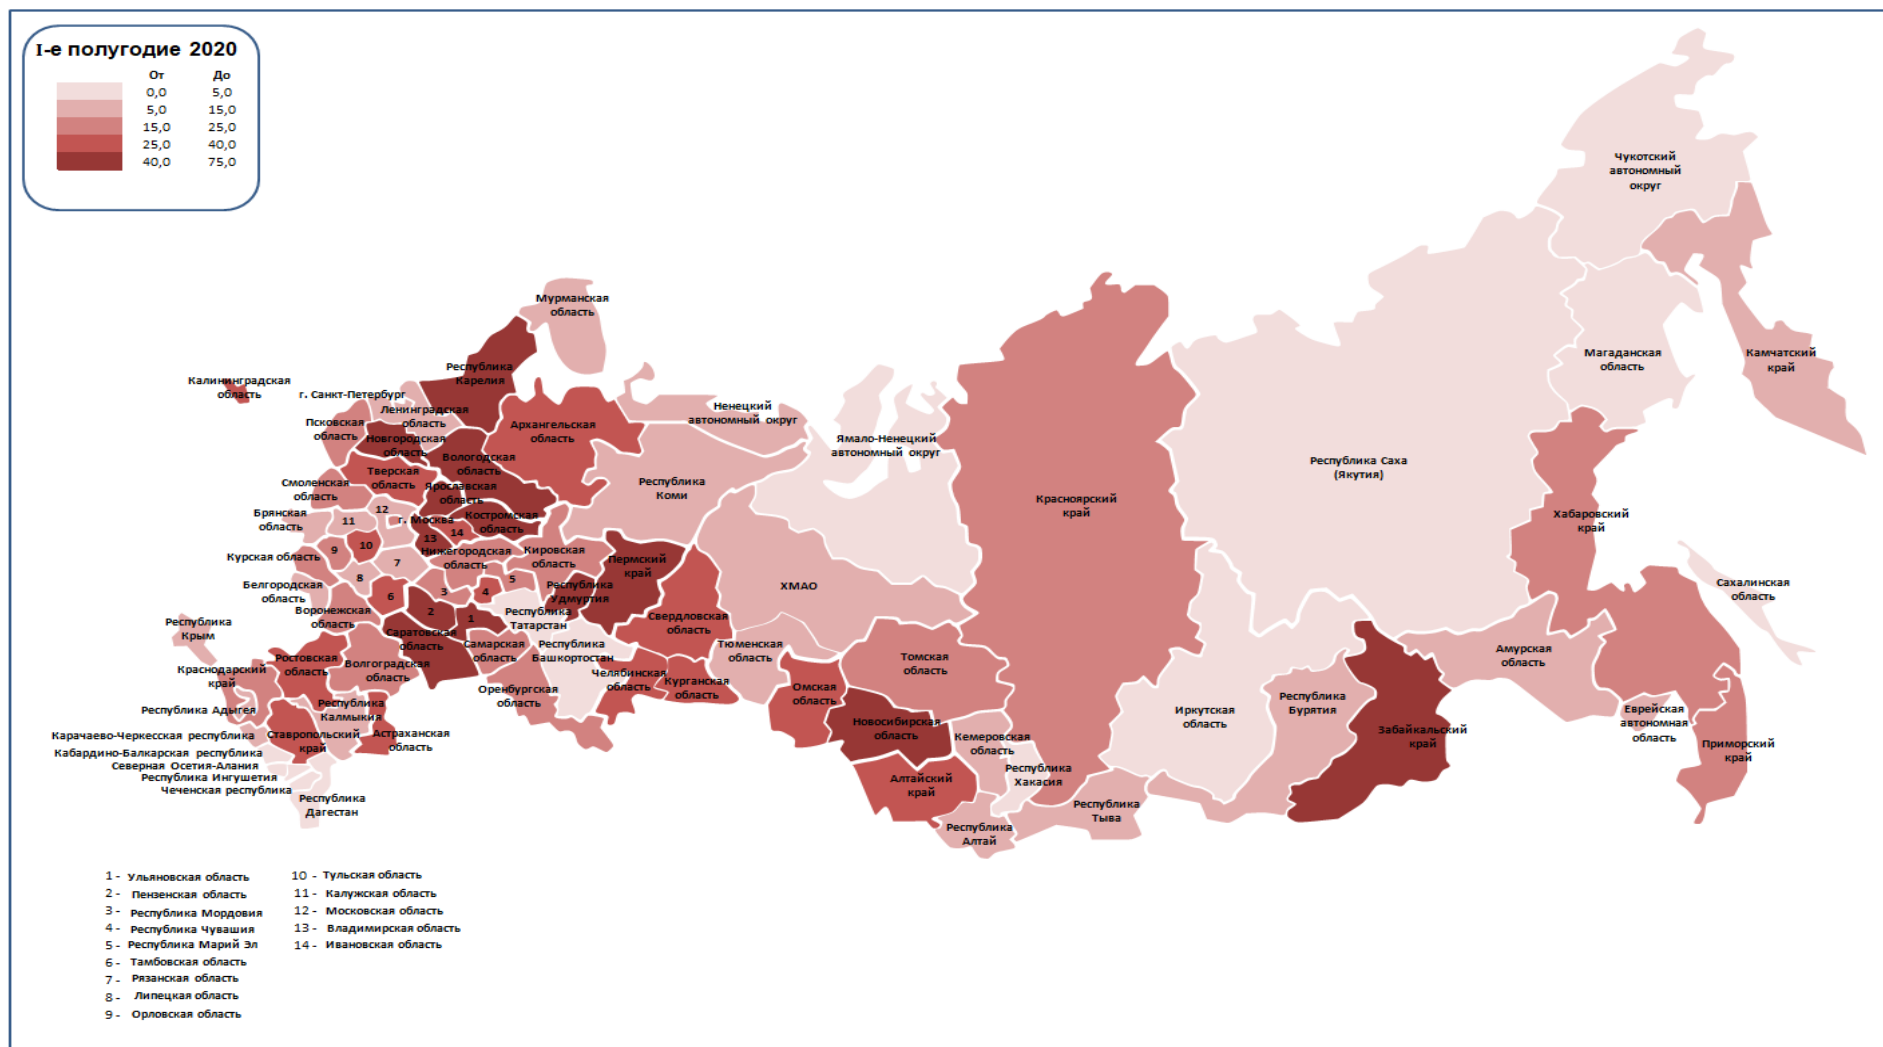 I-е полугодие 2020
От До
0,0 5,0
5,0 15,0
15,0 25,0
25,0 40,0
40,0 75,0
Чукотский
автономный
округ
Мурманская
область
Магаданская
область
Камчатский
край
Республика
Карелия
Калининградская
область
г. Санкт-Петербург
Ленинградская
область
Ненецкий
автономный округ
Псковская
область
Новгородская
область
Архангельская
область
Ямало-Ненецкий
автономный округ
Вологодская
область
Республика Саха
(Якутия)
Тверская
область
Смоленская
область
Ярославская
область
Республика
Коми
Красноярский
край
Хабаровский
край
Брянская
область
11
12
г. Москва
Костромская
область
13
14
Курская область
9
10
Нижегородская
область
Кировская
область
Пермский
край
7
8
5
Белгородская
область
6
3
4
Республика
Удмуртия
ХМАО
Сахалинская
область
Воронежская
область
2
1
Республика
Татарстан
Свердловская
область
Республика
Крым
Саратовская
область
Самарская
область
Республика
Башкортостан
Тюменская
область
Томская
область
Амурская
область
Ростовская
область
Волгоградская
область
Краснодарский
край
Челябинская
область
Курганская
область
Омская
область
Оренбургская
область
Республика
Бурятия
Республика Адыгея
Республика
Калмыкия
Иркутская
область
Еврейская
автономная
область
Новосибирская
область
Забайкальский
край
Карачаево-Черкесская республика
Ставропольский
край
Астраханская
область
Кемеровская
область
Приморский
край
Кабардино-Балкарская республика
Северная Осетия-Алания
Республика Ингушетия
Чеченская республика
Республика
Хакасия
Алтайский
край
Республика
Дагестан
Республика
Тыва
Республика
Алтай
1 - Ульяновская область
2 - Пензенская область
3 - Республика Мордовия
4 - Республика Чувашия
5 - Республика Марий Эл
6 - Тамбовская область
7 - Рязанская область
8 - Липецкая область
9 - Орловская область
10 - Тульская область
11 - Калужская область
12 - Московская область
13 - Владимирская область
14 - Ивановская область